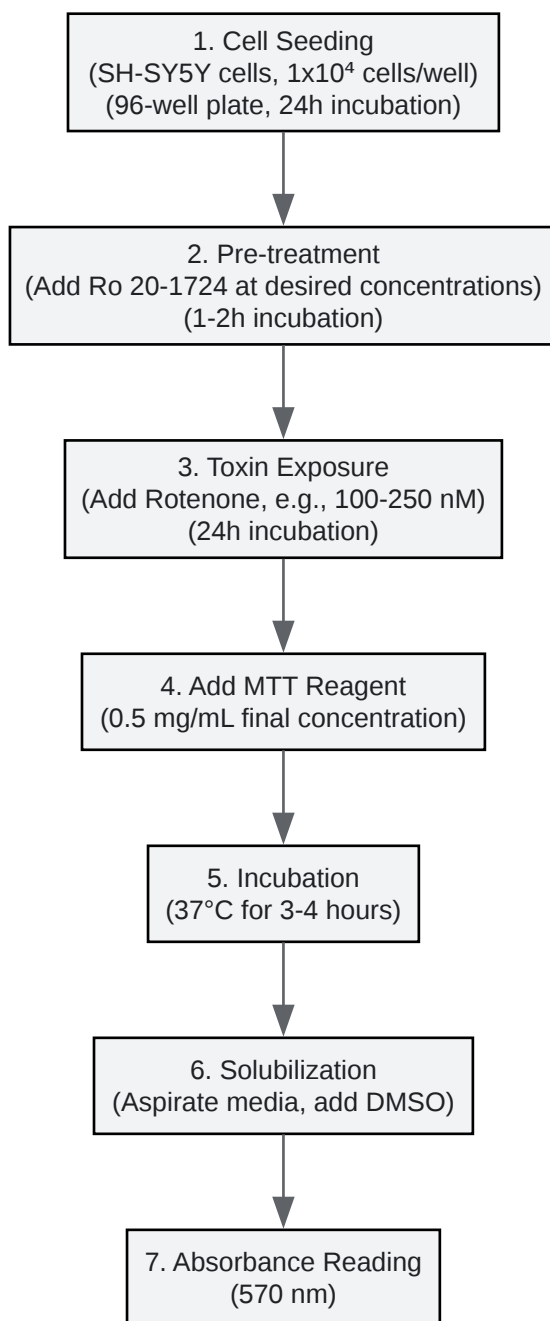 1. Cell Seeding
(SH-SY5Y cells, 1x10⁴ cells/well)
(96-well plate, 24h incubation)
2. Pre-treatment
(Add Ro 20-1724 at desired concentrations)
(1-2h incubation)
3. Toxin Exposure
(Add Rotenone, e.g., 100-250 nM)
(24h incubation)
4. Add MTT Reagent
(0.5 mg/mL final concentration)
5. Incubation
(37°C for 3-4 hours)
6. Solubilization
(Aspirate media, add DMSO)
7. Absorbance Reading
(570 nm)